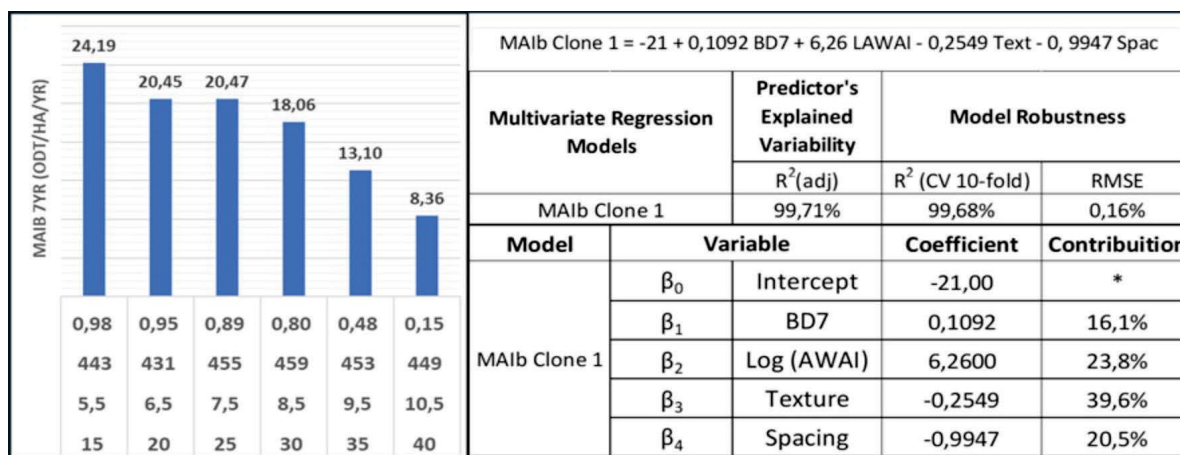 MAIB 7YR (ODT/HA/YR)
24,19
20,45
20,47
18,06
13,10
8,36
0,98 0,95 0,89 0,80 0,48 0,15
443 431 455 459 453 449
5,5 6,5 7,5 8,5 9,5 10,5
15 20 25 30 35 40
MAIb Clone 1 = -21 + 0,1092 BD7 + 6,26 LAWAI - 0,2549 Text - 0, 9947 Spac
Multivariate Regression
Models
Predictor's
Explained
Variability
Model Robustness
R²(adj) R² (CV 10-fold) RMSE
MAIb Clone 1 99,71% 99,68% 0,16%
Model Variable Coefficient Contribuition
MAIb Clone 1
β₀ Intercept -21,00 *
β₁ BD7 0,1092 16,1%
β₂ Log (AWAI) 6,2600 23,8%
β₃ Texture -0,2549 39,6%
β₄ Spacing -0,9947 20,5%